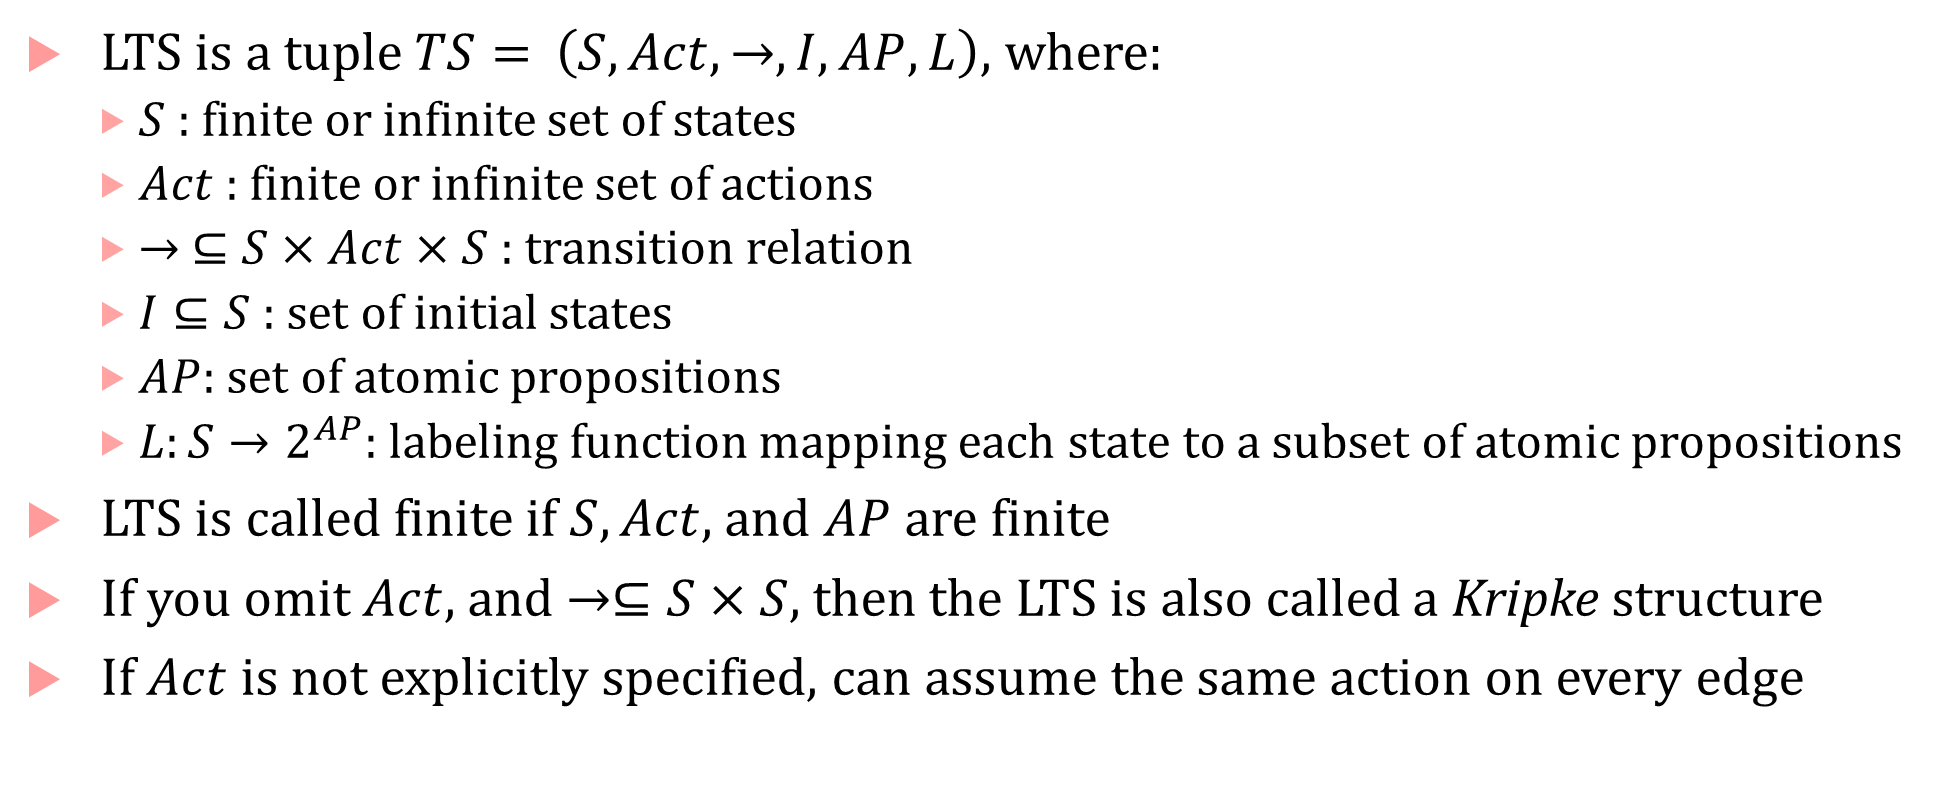 LTS is a tuple TS = (S, Act, →, I, AP, L), where:
S : finite or infinite set of states
Act : finite or infinite set of actions
→ ⊆ S × Act × S : transition relation
I ⊆ S : set of initial states
AP: set of atomic propositions
L: S → 2^{AP}: labeling function mapping each state to a subset of atomic propositions
LTS is called finite if S, Act, and AP are finite
If you omit Act, and →⊆ S × S, then the LTS is also called a Kripke structure
If Act is not explicitly specified, can assume the same action on every edge